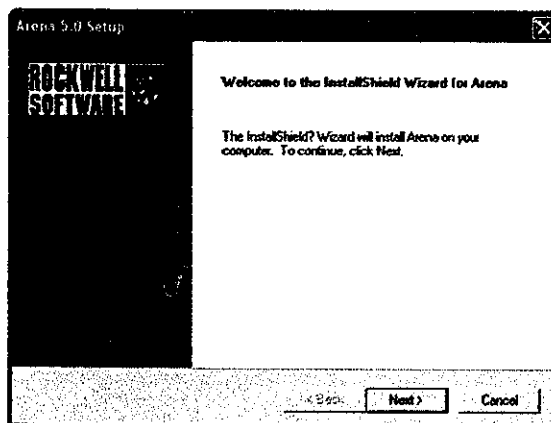 Arena 5.0 Setup
ROCKWELL
SOFTWARE
Welcome to the InstallShield Wizard for Arena
The InstallShield? Wizard will install Arena on your
computer. To continue, click Next.
< Back
Next >
Cancel